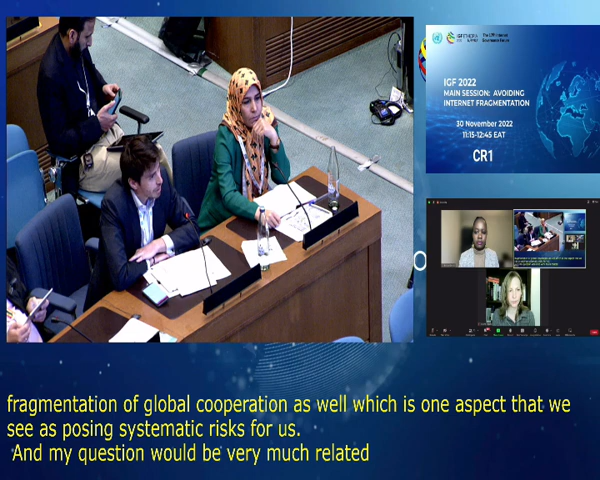 IGF 2022
MAIN SESSION: AVOIDING
INTERNET FRAGMENTATION
30 November 2022
11:15-12:45 EAT
CR1
fragmentation of global cooperation as well which is one aspect that we
see as posing systematic risks for us.
And my question would be very much related